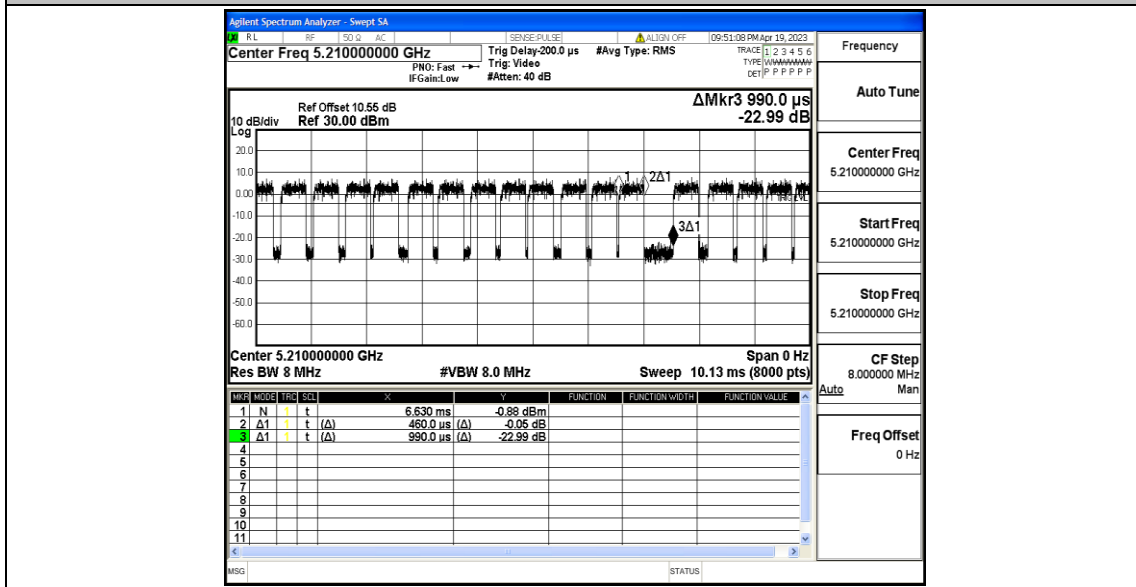 Agilent Spectrum Analyzer - Swept SA
RL RF 50 Ω AC SENSE:PULSE ALIGN OFF 09:51:08 PM Apr 19, 2023
Center Freq 5.210000000 GHz
PNO: Fast
IFGain:Low
Trig Delay-200.0 µs
Trig: Video
#Atten: 40 dB
#Avg Type: RMS
TRACE 1 2 3 4 5 6
TYPE
DET P P P P P P
Frequency
Auto Tune
Center Freq
5.210000000 GHz
Start Freq
5.210000000 GHz
Stop Freq
5.210000000 GHz
CF Step
8.000000 MHz
Auto Man
Freq Offset
0 Hz
ΔMkr3 990.0 µs
-22.99 dB
Ref Offset 10.55 dB
10 dB/div Ref 30.00 dBm
Log
20.0
10.0
0.00
-10.0
-20.0
-30.0
-40.0
-50.0
-60.0
1
2Δ1
3Δ1
TRIG LVL
Center 5.210000000 GHz Span 0 Hz
Res BW 8 MHz #VBW 8.0 MHz Sweep 10.13 ms (8000 pts)
MKR MODE TRC SCL X Y FUNCTION FUNCTION WIDTH FUNCTION VALUE
1 N 1 t 6.630 ms -0.88 dBm
2 Δ1 1 t (Δ) 460.0 µs (Δ) -0.05 dB
3 Δ1 1 t (Δ) 990.0 µs (Δ) -22.99 dB
4
5
6
7
8
9
10
11
MSG STATUS